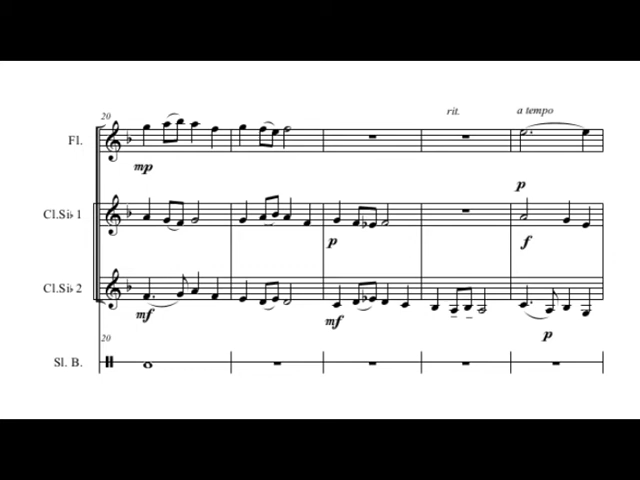 rit.
a tempo
20
Fl.
mp
p
Cl.Si♭ 1
p
f
Cl.Si♭ 2
mf
mf
p
20
Sl. B.